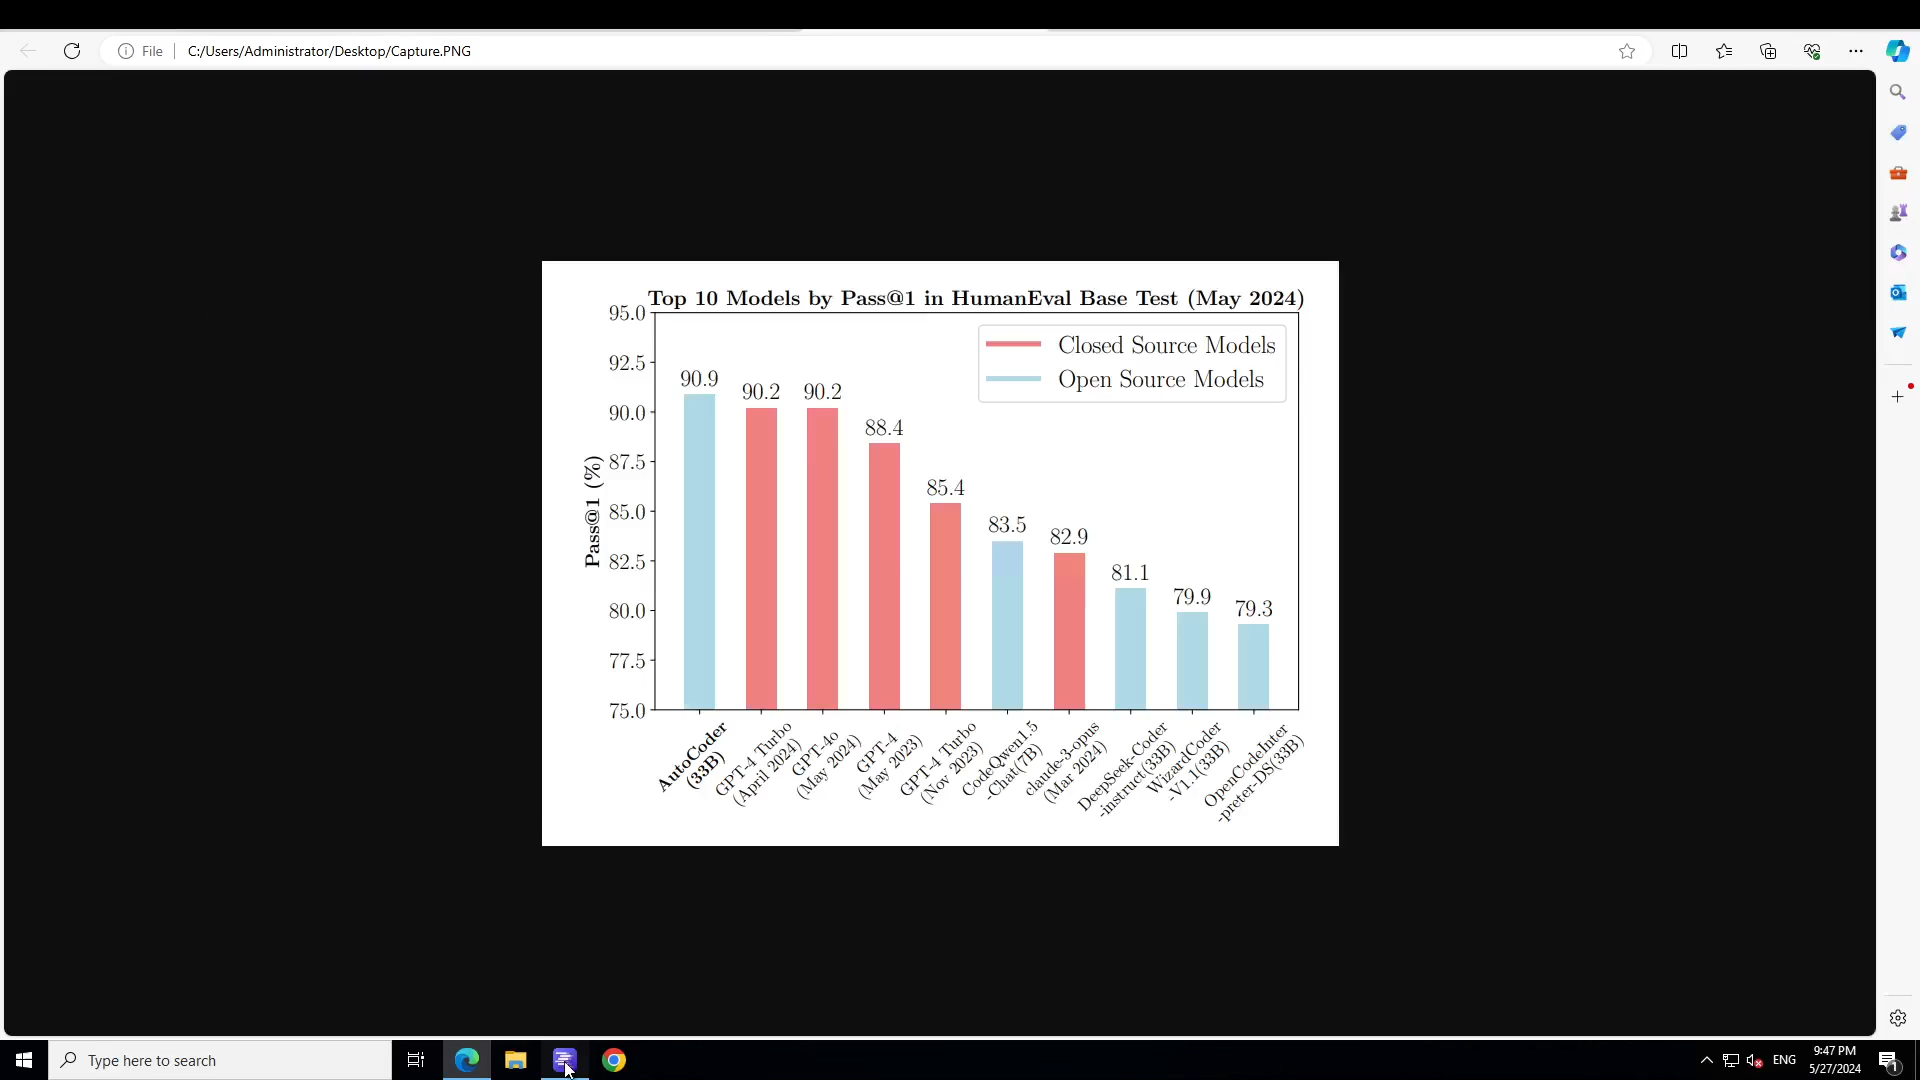 File
C:/Users/Administrator/Desktop/Capture.PNG
Top 10 Models by Pass@1 in HumanEval Base Test (May 2024)
Closed Source Models
Open Source Models
Pass@1 (%)
95.0
92.5
90.0
87.5
85.0
82.5
80.0
77.5
75.0
90.9
90.2
90.2
88.4
85.4
83.5
82.9
81.1
79.9
79.3
AutoCoder
(33B)
GPT-4 Turbo
(April 2024)
GPT-4o
(May 2024)
GPT-4
(May 2023)
GPT-4 Turbo
(Nov 2023)
CodeQwen1.5
-Chat(7B)
claude-3-opus
(Mar 2024)
DeepSeek-Coder
-instruct(33B)
WizardCoder
-V1.1(33B)
OpenCodeInter
-preter-DS(33B)
Type here to search
ENG
9:47 PM
5/27/2024
1